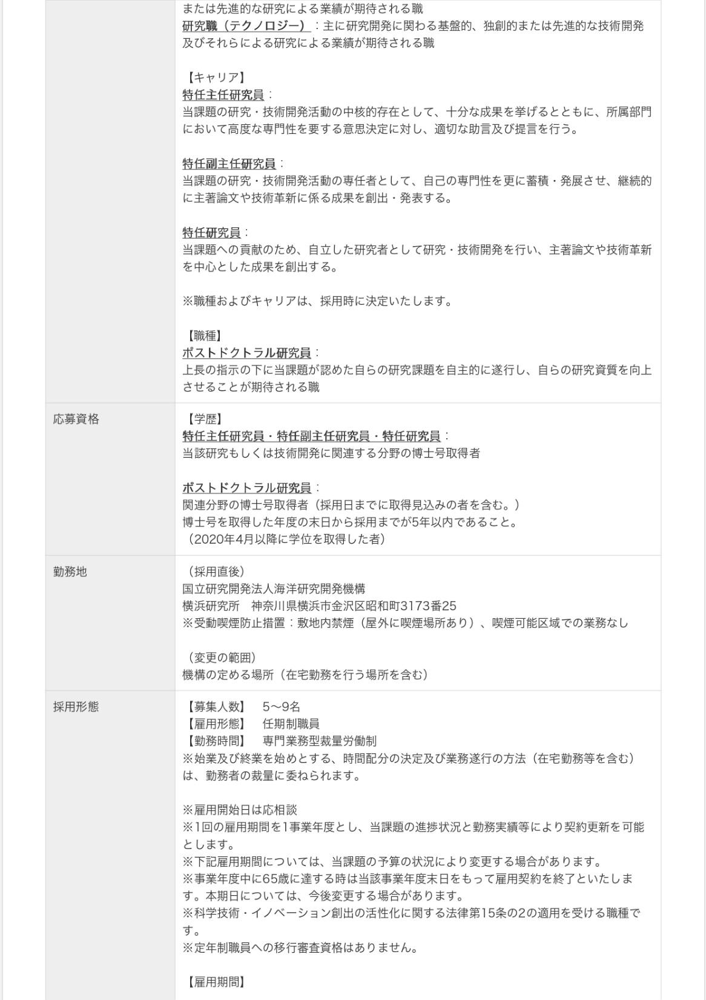 または先進的な研究による業績が期待される職
研究職（テクノロジー）：主に研究開発に関わる基盤的、独創的または先進的な技術開発
及びそれらによる研究による業績が期待される職
【キャリア】
特任主任研究員：
当課題の研究・技術開発活動の中核的存在として、十分な成果を挙げるとともに、所属部門
において高度な専門性を要する意思決定に対し、適切な助言及び提言を行う。
特任副主任研究員：
当課題の研究・技術開発活動の専任者として、自己の専門性を更に蓄積・発展させ、継続的
に主著論文や技術革新に係る成果を創出・発表する。
特任研究員：
当課題への貢献のため、自立した研究者として研究・技術開発を行い、主著論文や技術革新
を中心とした成果を創出する。
※職種およびキャリアは、採用時に決定いたします。
【職種】
ポストドクトラル研究員：
上長の指示の下に当課題が認めた自らの研究課題を自主的に遂行し、自らの研究資質を向上
させることが期待される職
応募資格
【学歴】
特任主任研究員・特任副主任研究員・特任研究員：
当該研究もしくは技術開発に関連する分野の博士号取得者
ポストドクトラル研究員：
関連分野の博士号取得者（採用日までに取得見込みの者を含む。）
博士号を取得した年度の末日から採用までが5年以内であること。
（2020年4月以降に学位を取得した者）
勤務地
（採用直後）
国立研究開発法人海洋研究開発機構
横浜研究所　神奈川県横浜市金沢区昭和町3173番25
※受動喫煙防止措置：敷地内禁煙（屋外に喫煙場所あり）、喫煙可能区域での業務なし
（変更の範囲）
機構の定める場所（在宅勤務を行う場所を含む）
採用形態
【募集人数】　5〜9名
【雇用形態】　任期制職員
【勤務時間】　専門業務型裁量労働制
※始業及び終業を始めとする、時間配分の決定及び業務遂行の方法（在宅勤務等を含む）
は、勤務者の裁量に委ねられます。
※雇用開始日は応相談
※1回の雇用期間を1事業年度とし、当課題の進捗状況と勤務実績等により契約更新を可能
とします。
※下記雇用期間については、当課題の予算の状況により変更する場合があります。
※事業年度中に65歳に達する時は当該事業年度末日をもって雇用契約を終了といたしま
す。本期日については、今後変更する場合があります。
※科学技術・イノベーション創出の活性化に関する法律第15条の2の適用を受ける職種で
す。
※定年制職員への移行審査資格はありません。
【雇用期間】